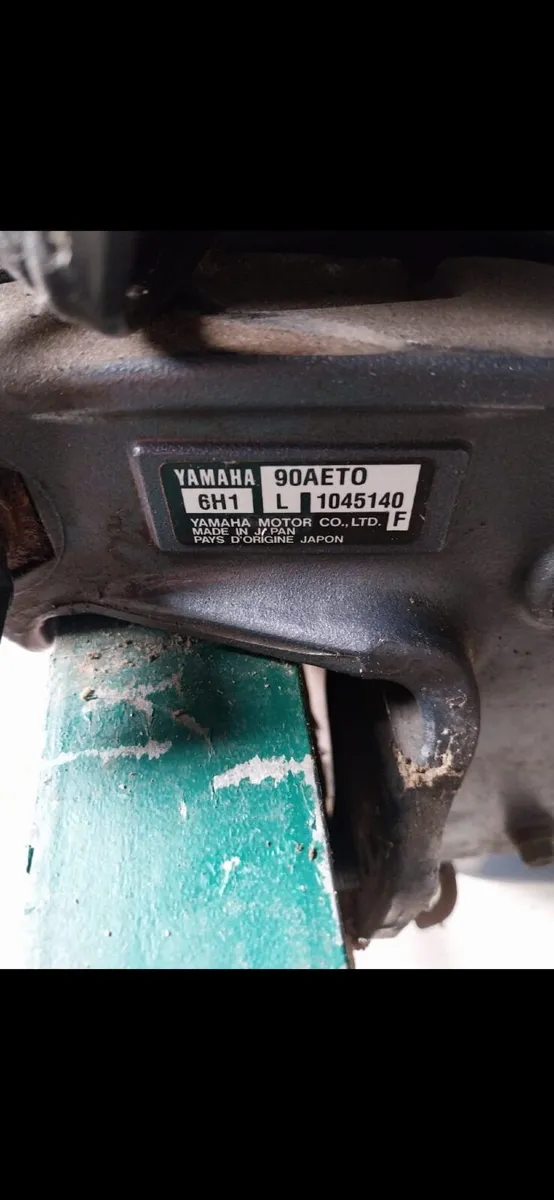 YAMAHA 90AETO
6H1 L 1045140
YAMAHA MOTOR CO., LTD. F
MADE IN JAPAN
PAYS D'ORIGINE JAPON